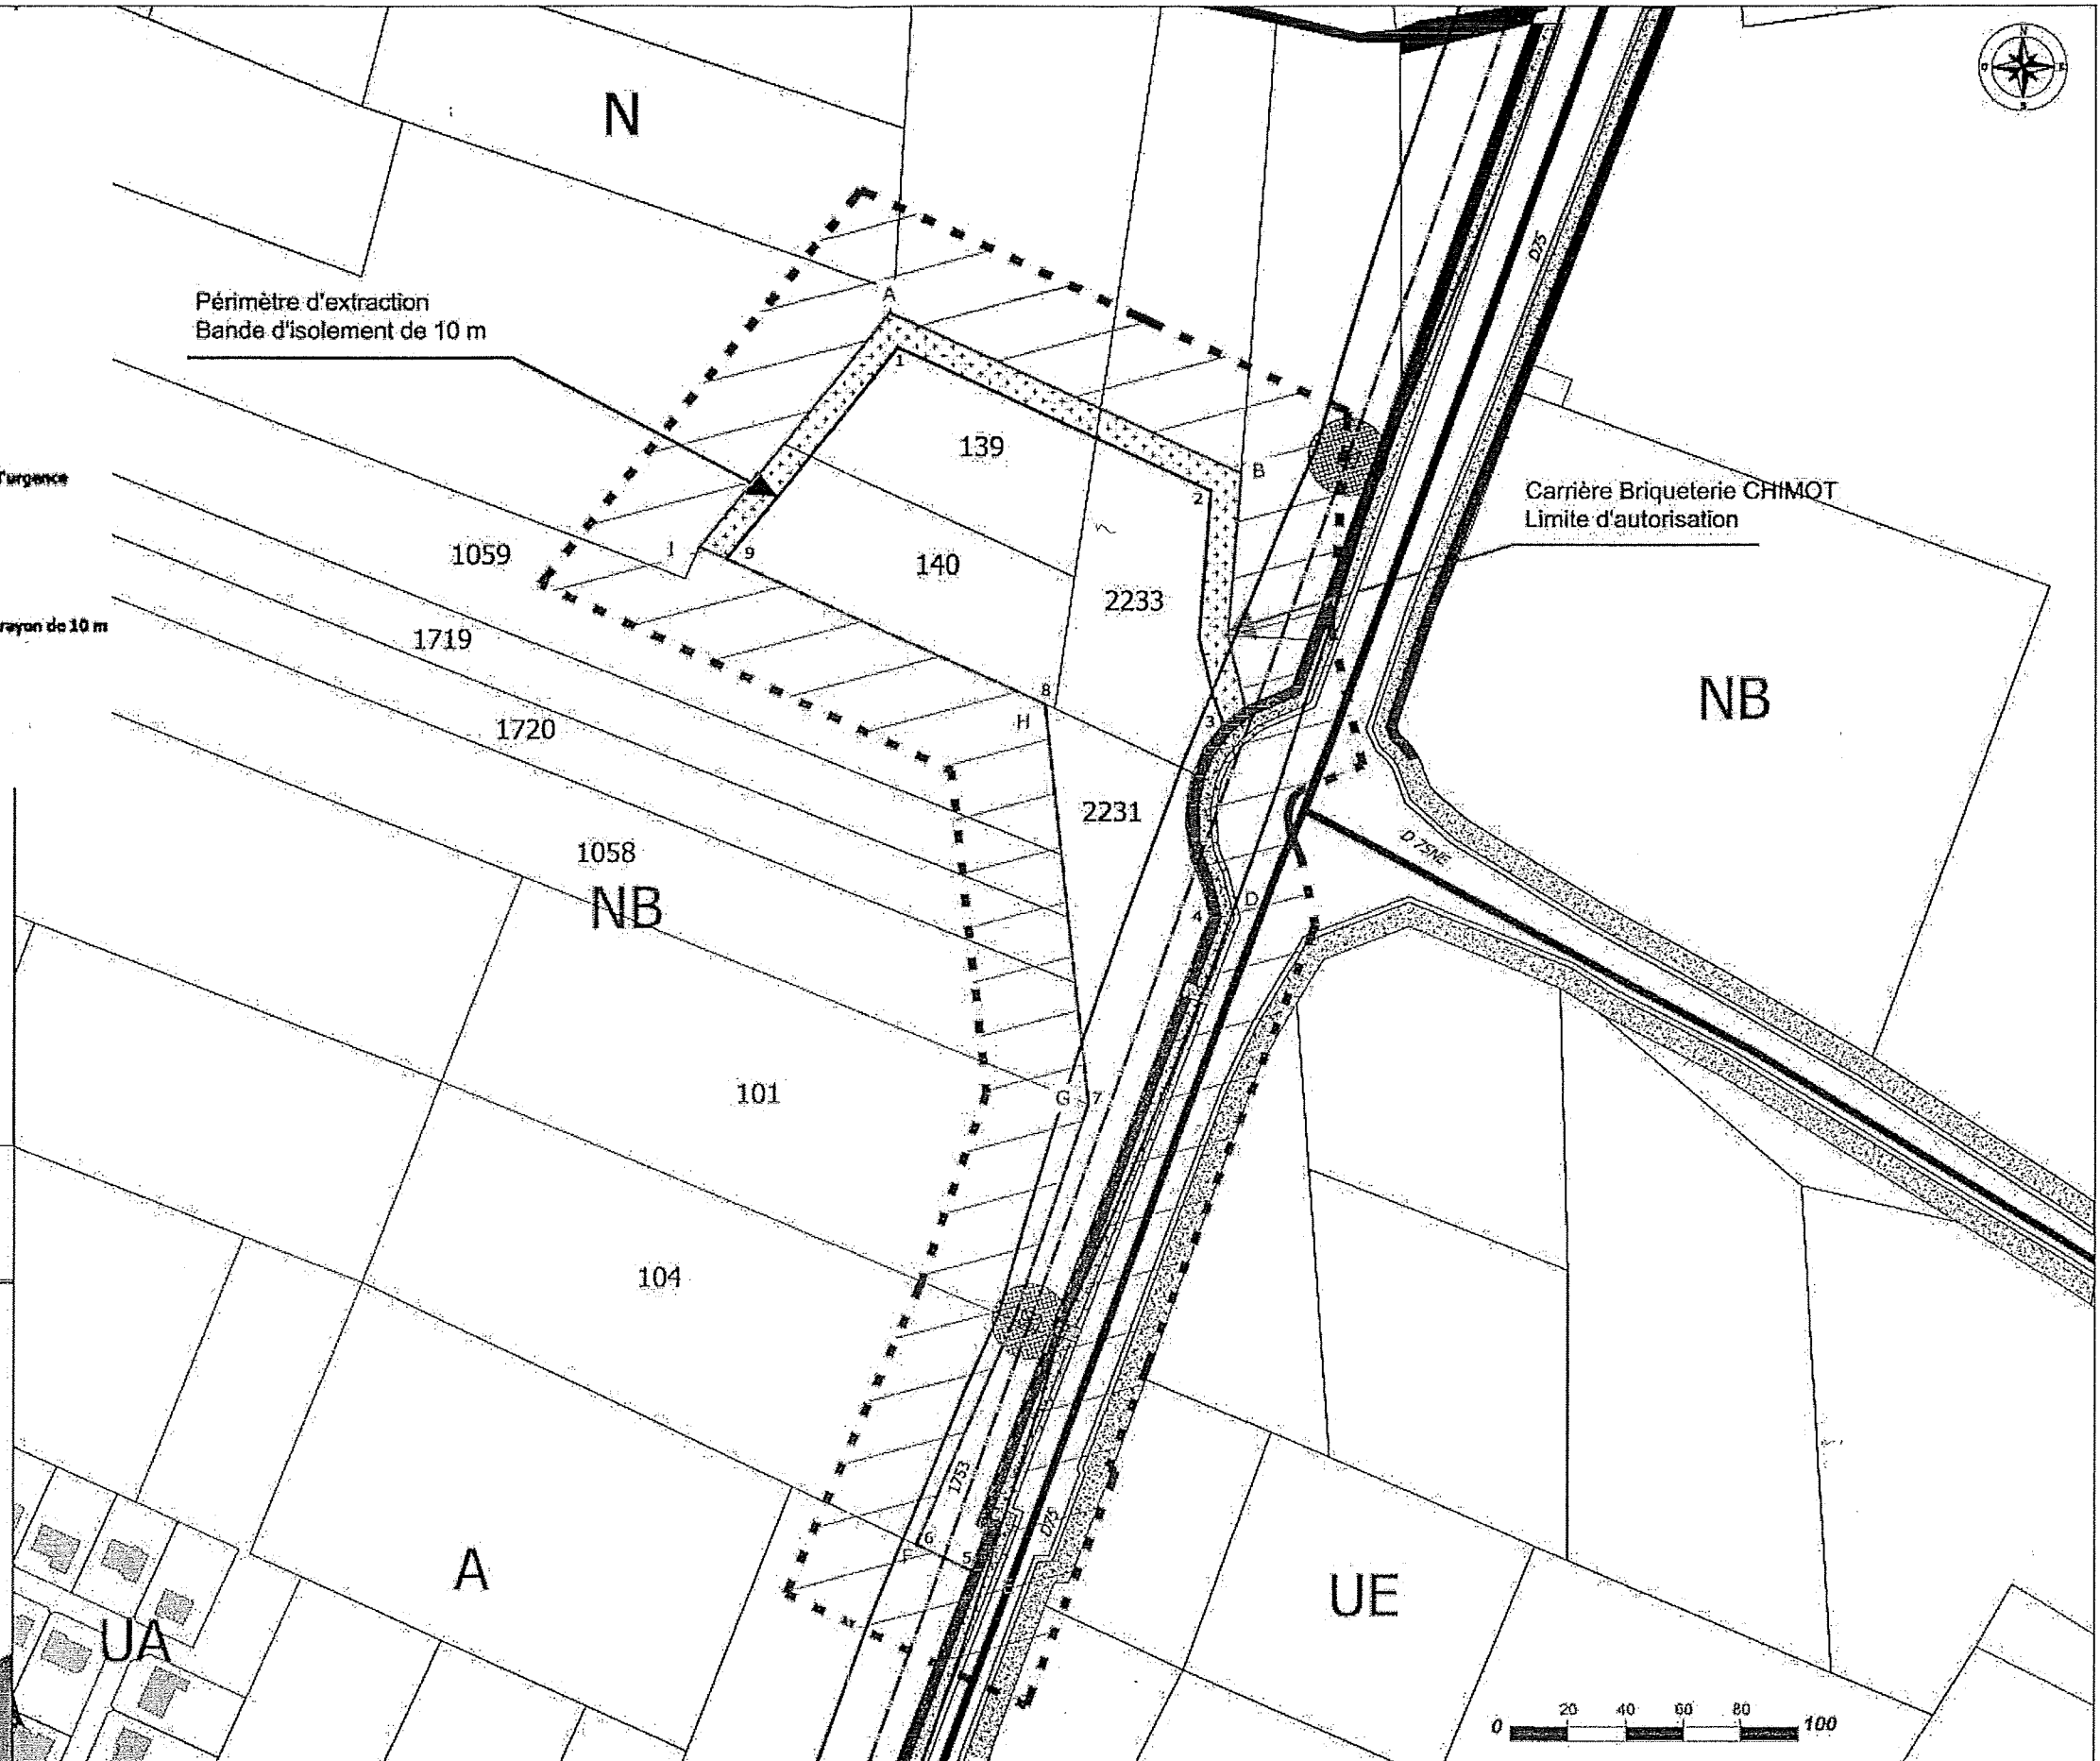 N
N
O
E
S
D75
Périmètre d'extraction
Bande d'isolement de 10 m
A
1
139
B
2
'urgence
Carrière Briqueterie CHIMOT
Limite d'autorisation
1059
I
9
140
2233
rayon de 10 m
1719
8
H
3
NB
1720
2231
1058
D 75NE
NB
4
D
101
G
7
104
1753
D75
6
F
5
A
UE
UA
0
20
40
60
80
100